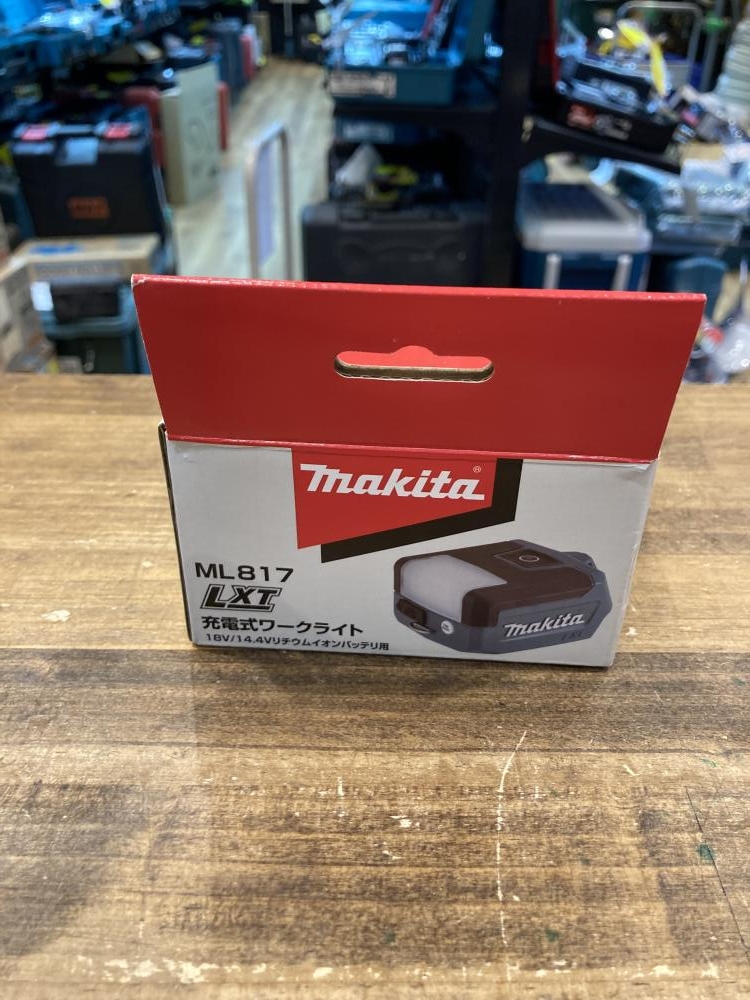 makita®
ML817
LXT
充電式ワークライト
18V/14.4Vリチウムイオンバッテリ用
makita
LXT